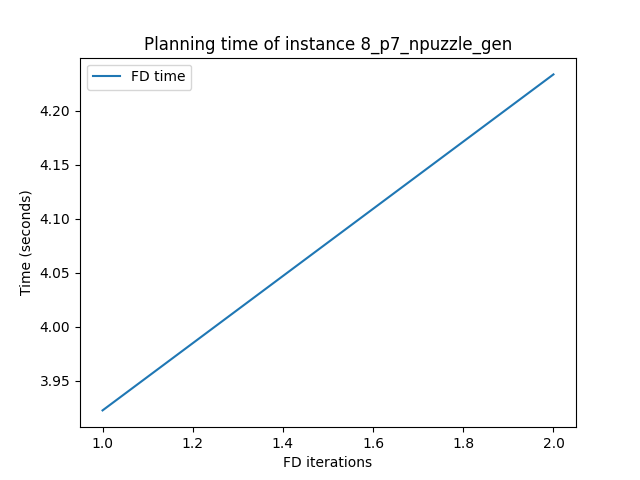 Planning time of instance 8_p7_npuzzle_gen
FD time
Time (seconds)
4.20
4.15
4.10
4.05
4.00
3.95
1.0 1.2 1.4 1.6 1.8 2.0
FD iterations